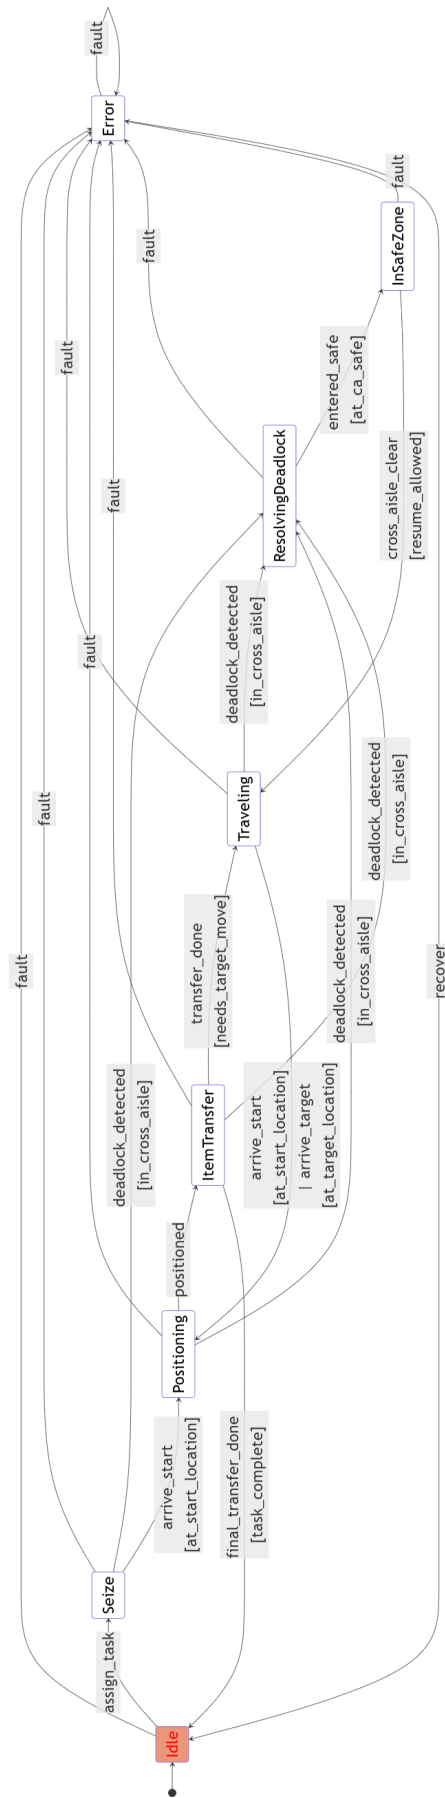 fault
Error
fault
InSafeZone
fault
entered_safe
[at_ca_safe]
fault
cross_aisle_clear
[resume_allowed]
ResolvingDeadlock
fault
deadlock_detected
[in_cross_aisle]
fault
Traveling
deadlock_detected
[in_cross_aisle]
fault
transfer_done
[needs_target_move]
deadlock_detected
[in_cross_aisle]
recover
fault
deadlock_detected
[in_cross_aisle]
ItemTransfer
arrive_start
[at_start_location]
| arrive_target
[at_target_location]
positioned
Positioning
arrive_start
[at_start_location]
final_transfer_done
[task_complete]
Seize
assign_task
Idle